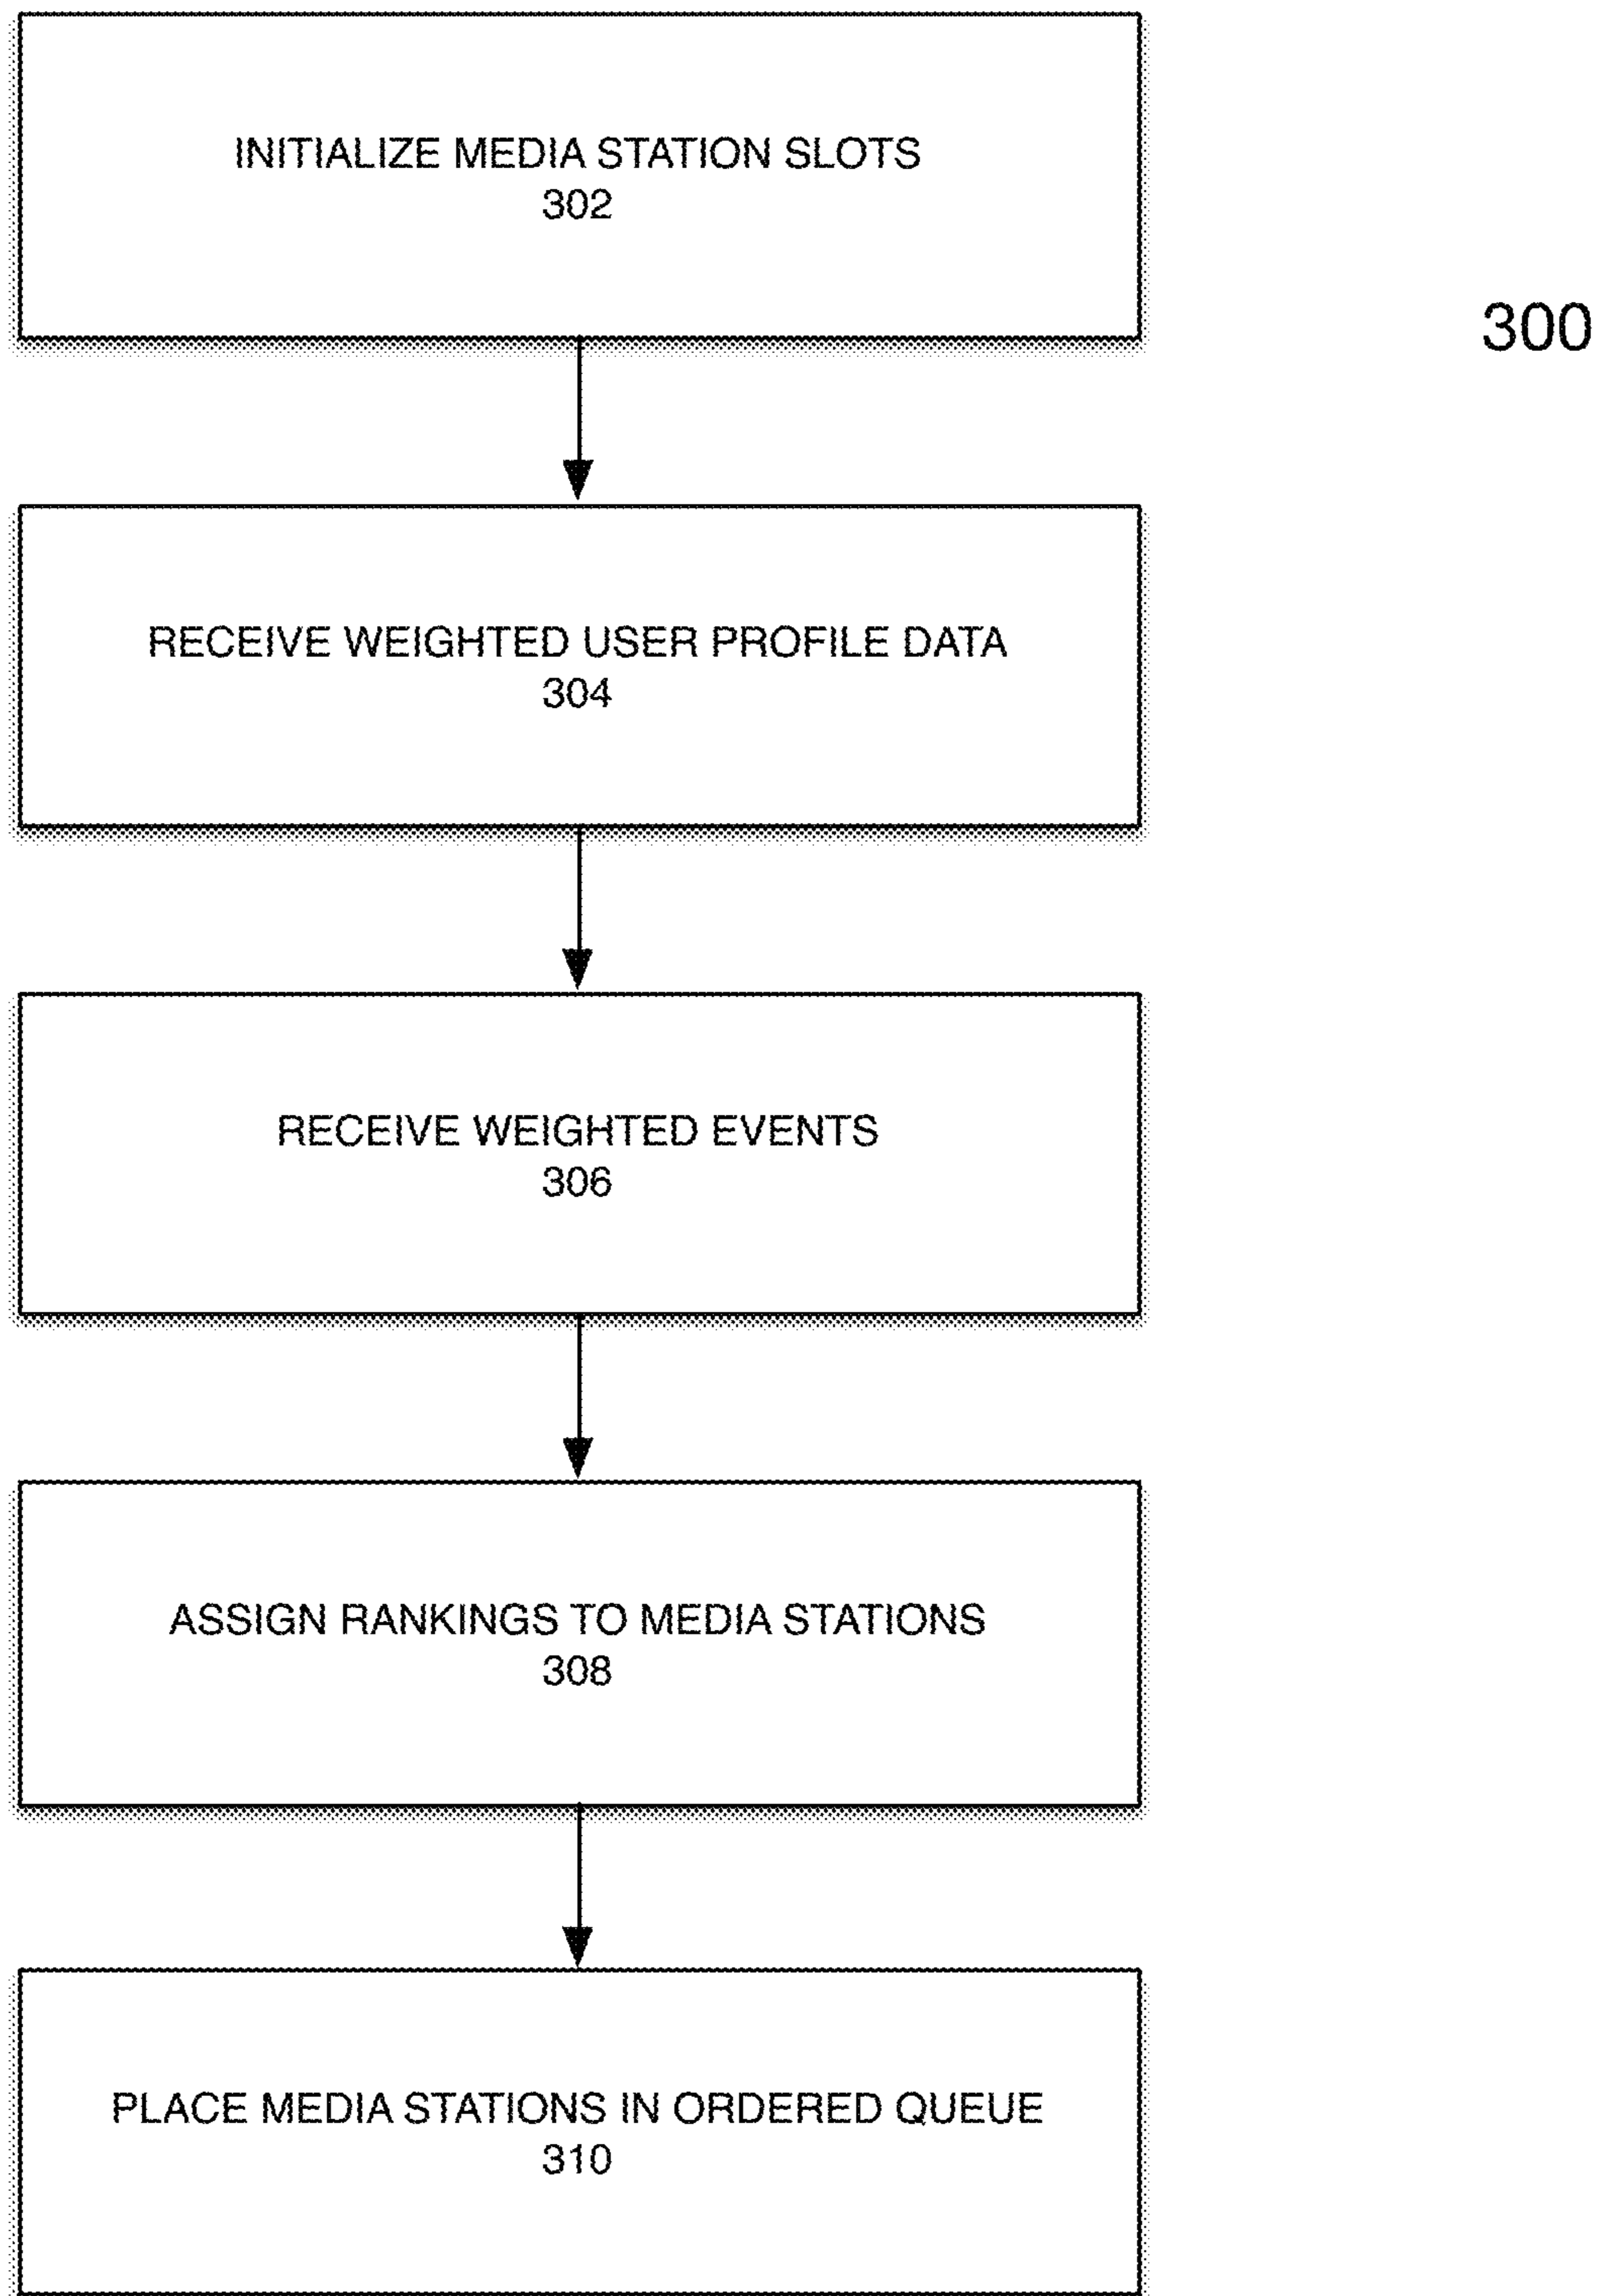 INITIALIZE MEDIA STATION SLOTS
302
300
RECEIVE WEIGHTED USER PROFILE DATA
304
RECEIVE WEIGHTED EVENTS
306
ASSIGN RANKINGS TO MEDIA STATIONS
308
PLACE MEDIA STATIONS IN ORDERED QUEUE
310